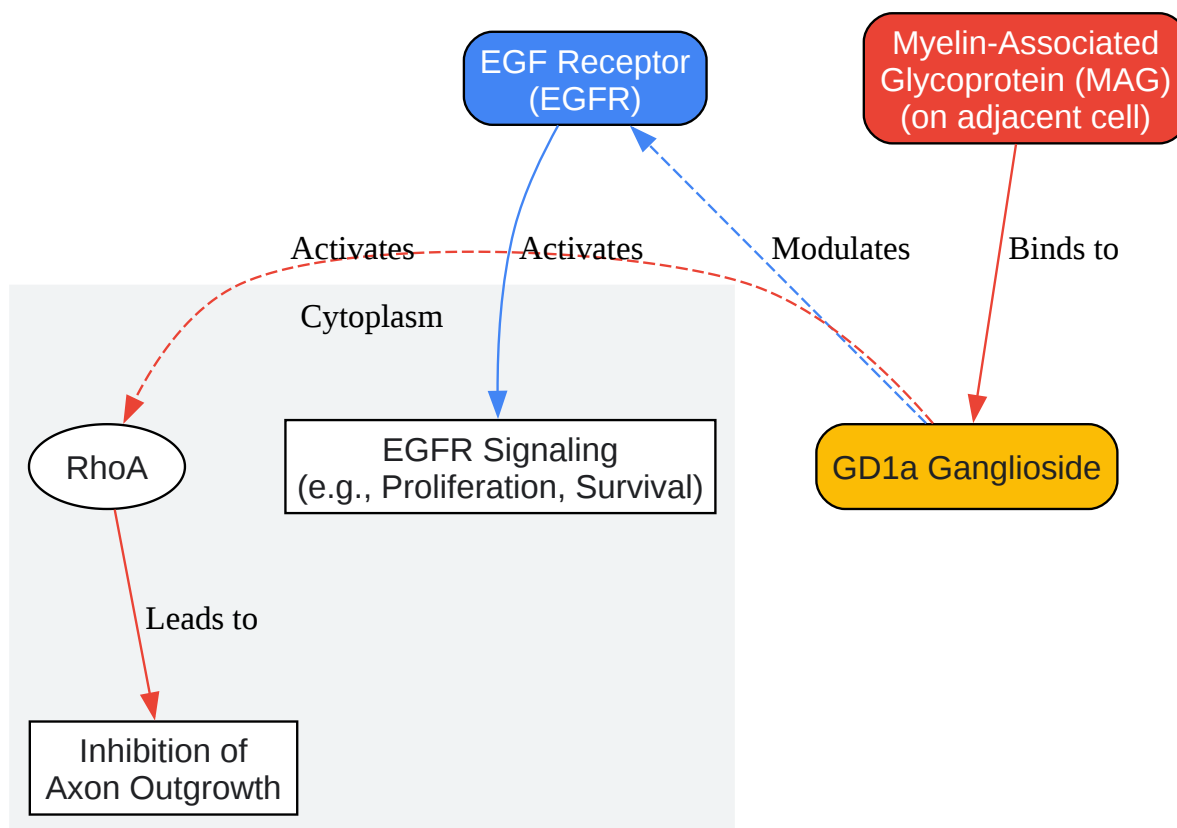 EGF Receptor
(EGFR)
Myelin-Associated
Glycoprotein (MAG)
(on adjacent cell)
Activates
Activates
Modulates
Binds to
Cytoplasm
RhoA
EGFR Signaling
(e.g., Proliferation, Survival)
GD1a Ganglioside
Leads to
Inhibition of
Axon Outgrowth